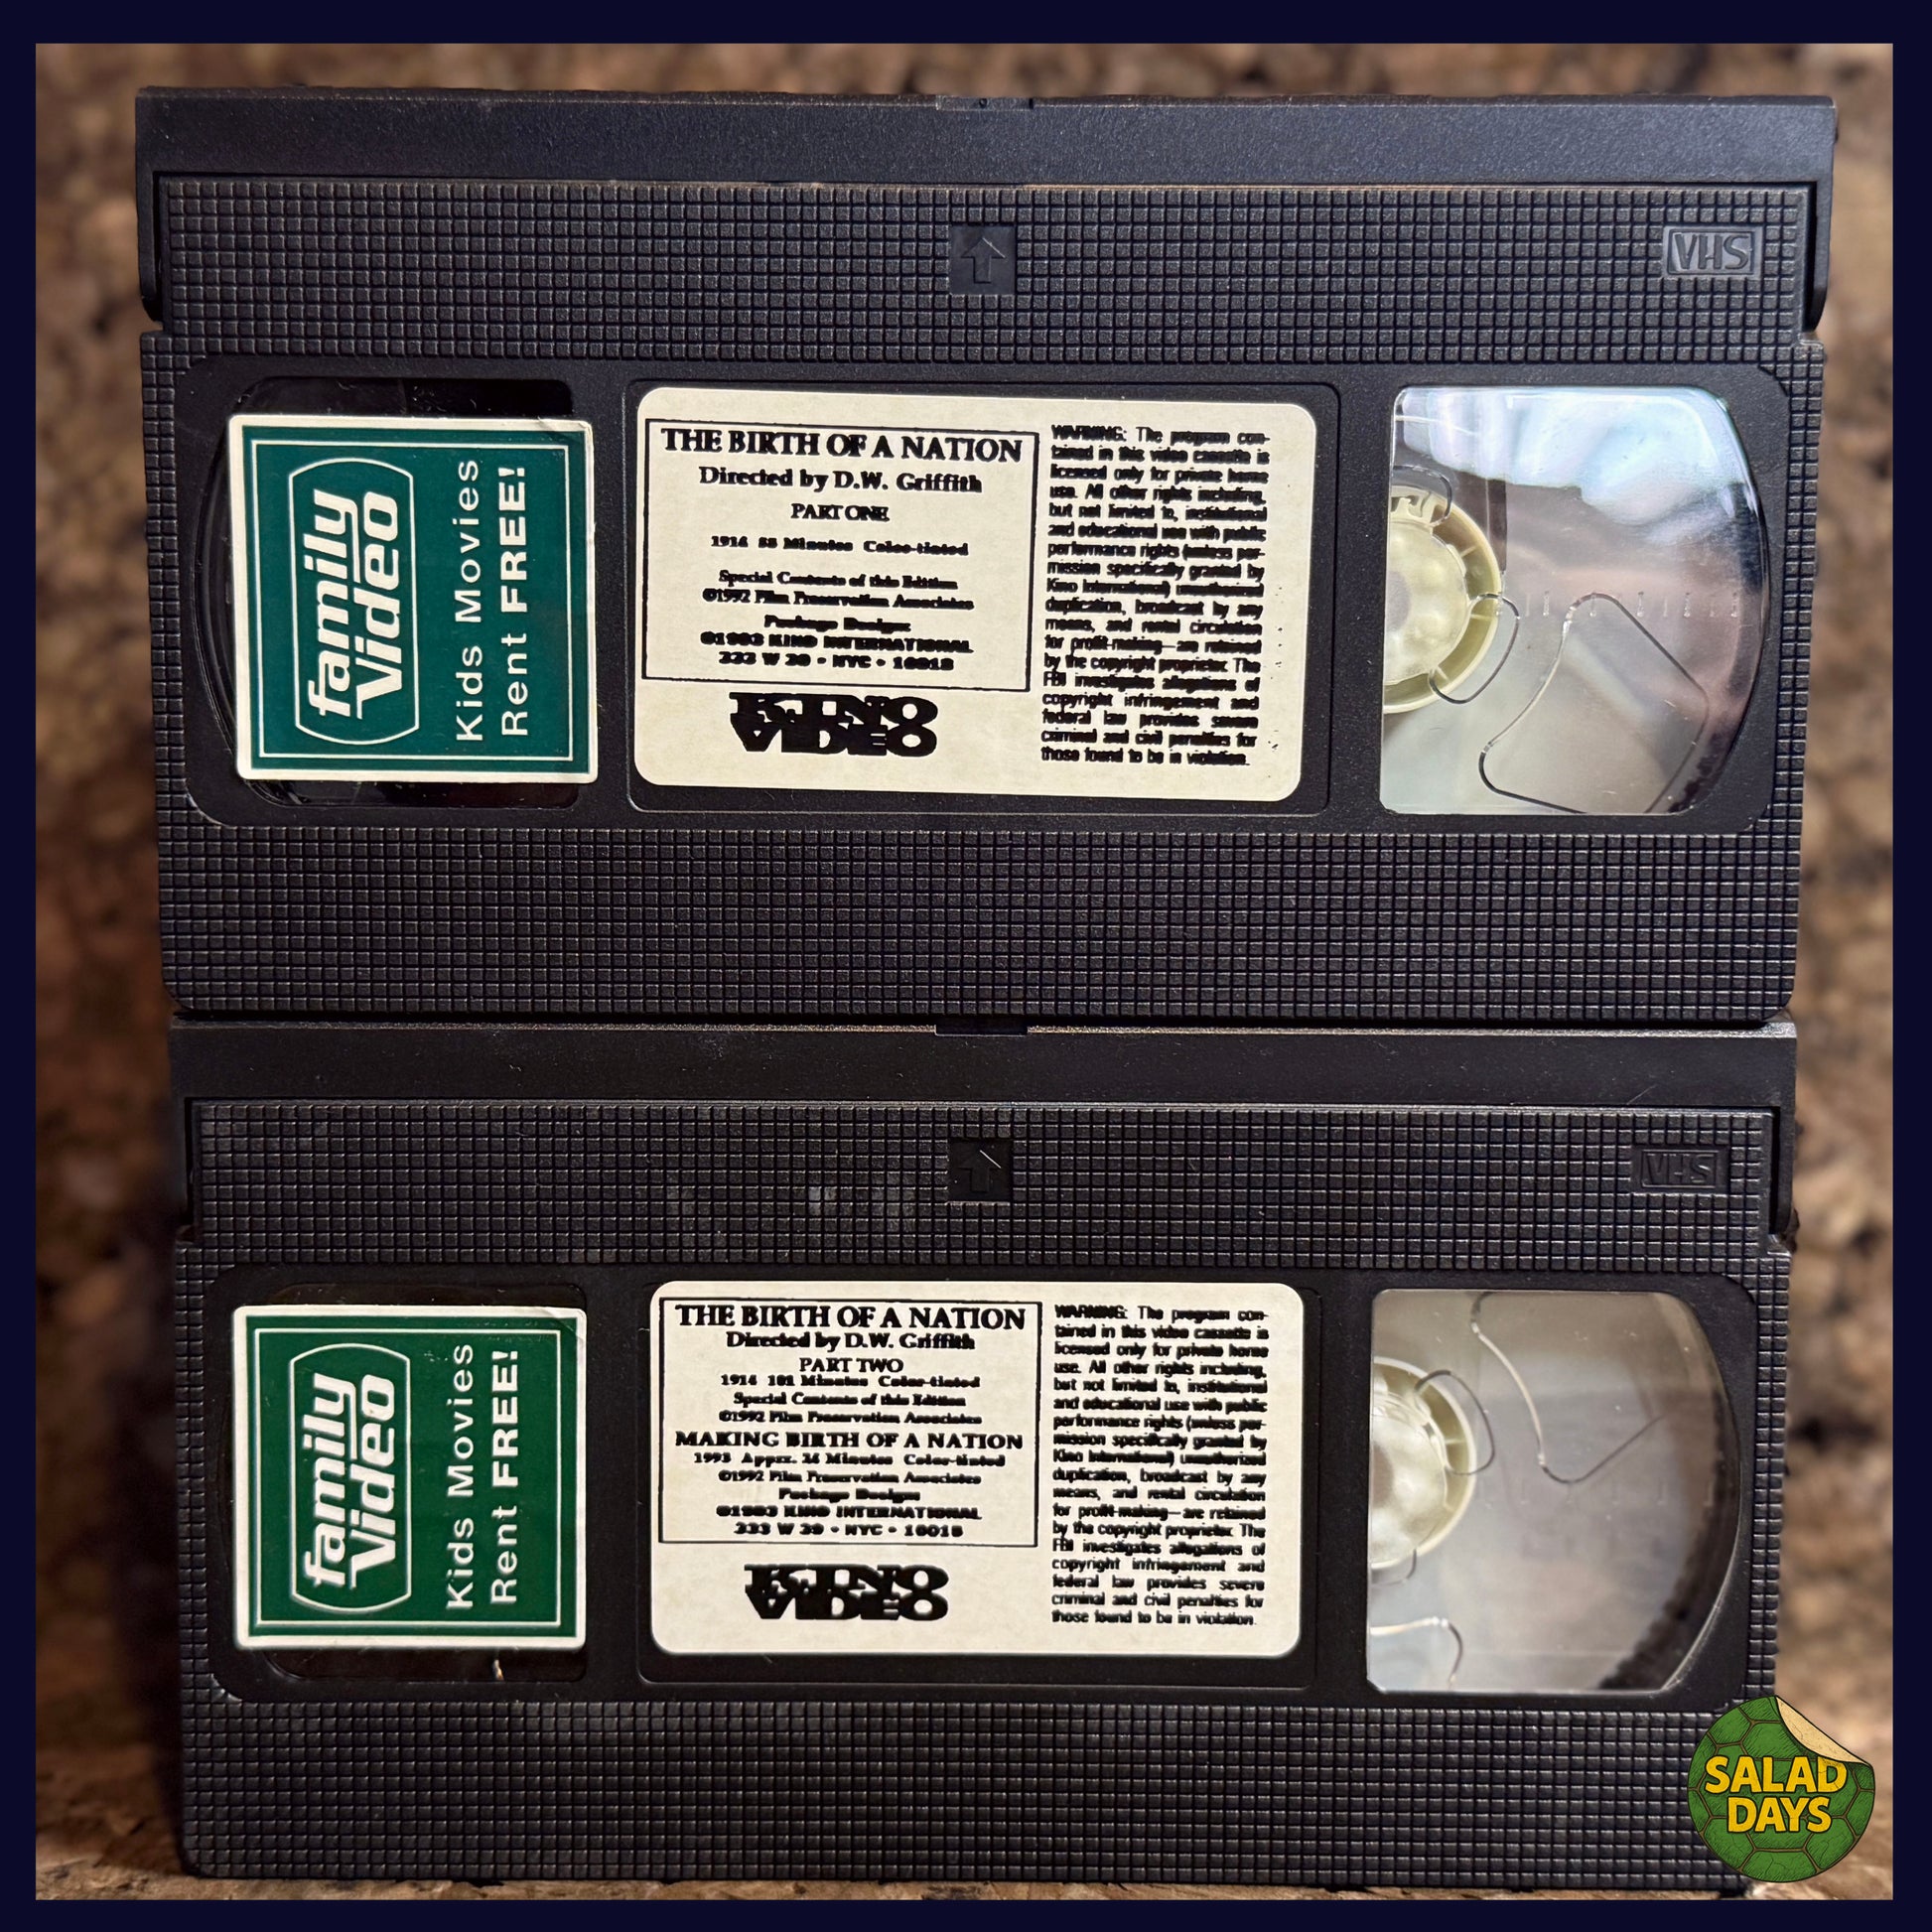 VHS
family
Video
Kids Movies
Rent FREE!
THE BIRTH OF A NATION
Directed by D.W. Griffith
PART ONE
1914 88 Minutes Color-tinted
Special Contents of this Edition
©1992 Film Preservation Associates
Package Design:
©1993 KINO INTERNATIONAL
333 W 39 • NYC • 10018
KINO
VIDEO
WARNING: The program con-
tained in this video cassette is
licensed only for private home
use. All other rights including,
but not limited to, institutional
and educational use with public
performance rights (unless per-
mission specifically granted by
Kino International) unauthorized
duplication, broadcast by any
means, and rental circulation
for profit-making—are retained
by the copyright proprietor. The
FBI investigates allegations of
copyright infringement and
federal law provides severe
criminal and civil penalties for
those found to be in violation.
VHS
family
Video
Kids Movies
Rent FREE!
THE BIRTH OF A NATION
Directed by D.W. Griffith
PART TWO
1914 101 Minutes Color-tinted
Special Contents of this Edition
©1992 Film Preservation Associates
MAKING BIRTH OF A NATION
1993 Apprx. Minutes Color-tinted
©1992 Film Preservation Associates
Package Design:
©1993 KINO INTERNATIONAL
333 W 39 • NYC • 10018
KINO
VIDEO
WARNING: The program con-
tained in this video cassette is
licensed only for private home
use. All other rights including,
but not limited to, institutional
and educational use with public
performance rights (unless per-
mission specifically granted by
Kino International) unauthorized
duplication, broadcast by any
means, and rental circulation
for profit-making—are retained
by the copyright proprietor. The
FBI investigates allegations of
copyright infringement and
federal law provides severe
criminal and civil penalties for
those found to be in violation.
SALAD
DAYS